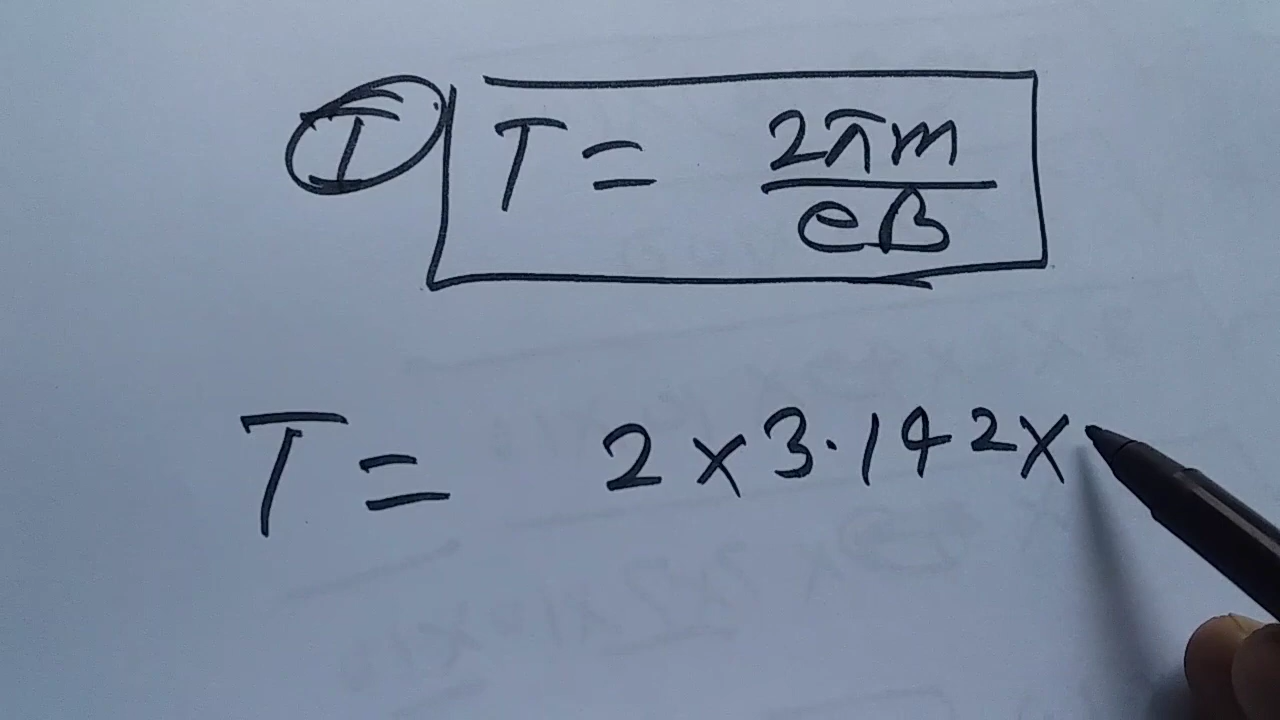 I T = 2πm / eB
T = 2 × 3.142 ×